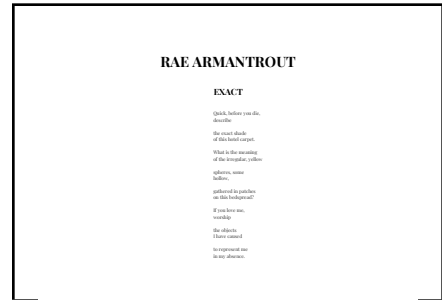 RAE ARMANTROUT
EXACT
Quick, before you die,
describe
the exact shade
of this hotel carpet.
What is the meaning
of the irregular, yellow
spheres, some
hollow,
gathered in patches
on this bedspread?
If you love me,
worship
the objects
I have caused
to represent me
in my absence.